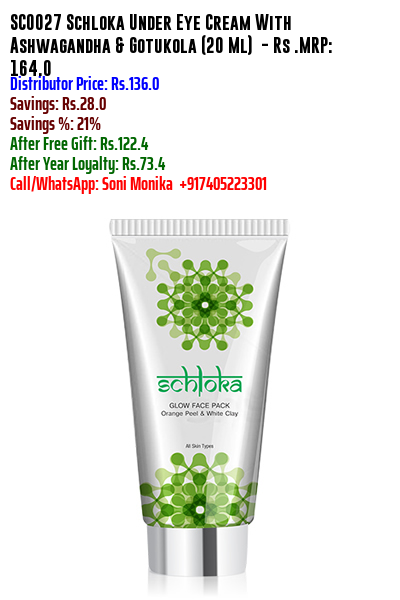 SC0027 Schloka Under Eye Cream With
Ashwagandha & Gotukola (20 Ml) - Rs .MRP:
164,0
Distributor Price: Rs.136.0
Savings: Rs.28.0
Savings %: 21%
After Free Gift: Rs.122.4
After Year Loyalty: Rs.73.4
Call/WhatsApp: Soni Monika +917405223301
schloka
GLOW FACE PACK
Orange Peel & White Clay
All Skin Types